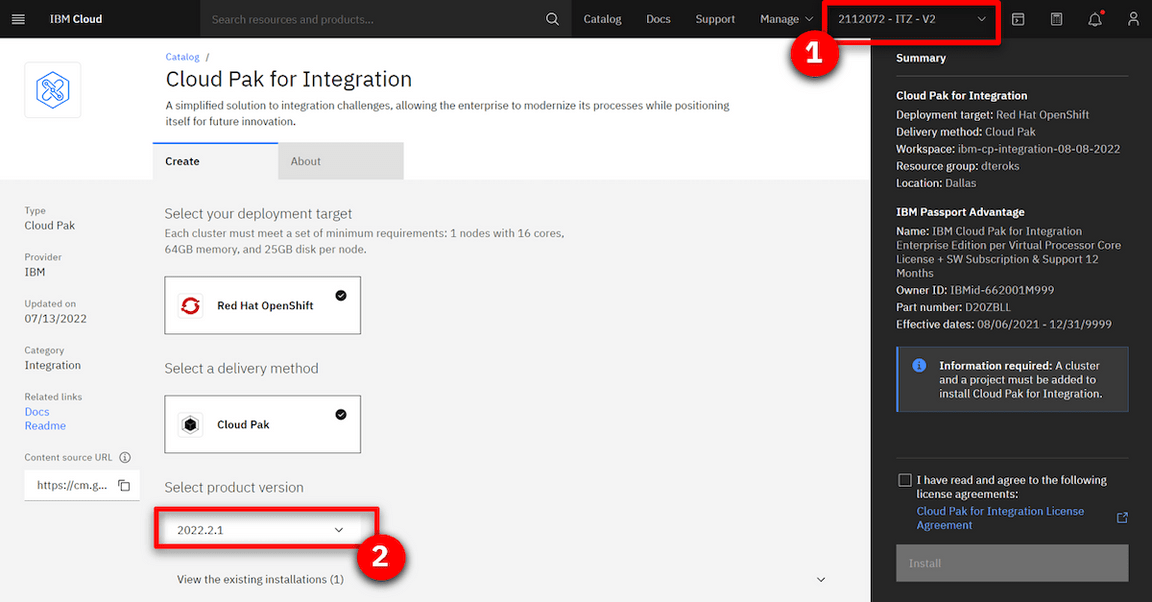 IBM Cloud
Search resources and products...
Catalog
Docs
Support
Manage
2112072 - ITZ - V2
1
Catalog /
Cloud Pak for Integration
A simplified solution to integration challenges, allowing the enterprise to modernize its processes while positioning
itself for future innovation.
Create
About
Type
Cloud Pak
Provider
IBM
Updated on
07/13/2022
Category
Integration
Related links
Docs
Readme
Content source URL
https://cm.g...
Select your deployment target
Each cluster must meet a set of minimum requirements: 1 nodes with 16 cores,
64GB memory, and 25GB disk per node.
Red Hat OpenShift
Select a delivery method
Cloud Pak
Select product version
2022.2.1
2
View the existing installations (1)
Summary
Cloud Pak for Integration
Deployment target: Red Hat OpenShift
Delivery method: Cloud Pak
Workspace: ibm-cp-integration-08-08-2022
Resource group: dteroks
Location: Dallas
IBM Passport Advantage
Name: IBM Cloud Pak for Integration
Enterprise Edition per Virtual Processor Core
License + SW Subscription & Support 12
Months
Owner ID: IBMid-662001M999
Part number: D20ZBLL
Effective dates: 08/06/2021 - 12/31/9999
Information required: A cluster
and a project must be added to
install Cloud Pak for Integration.
I have read and agree to the following
license agreements:
Cloud Pak for Integration License
Agreement
Install